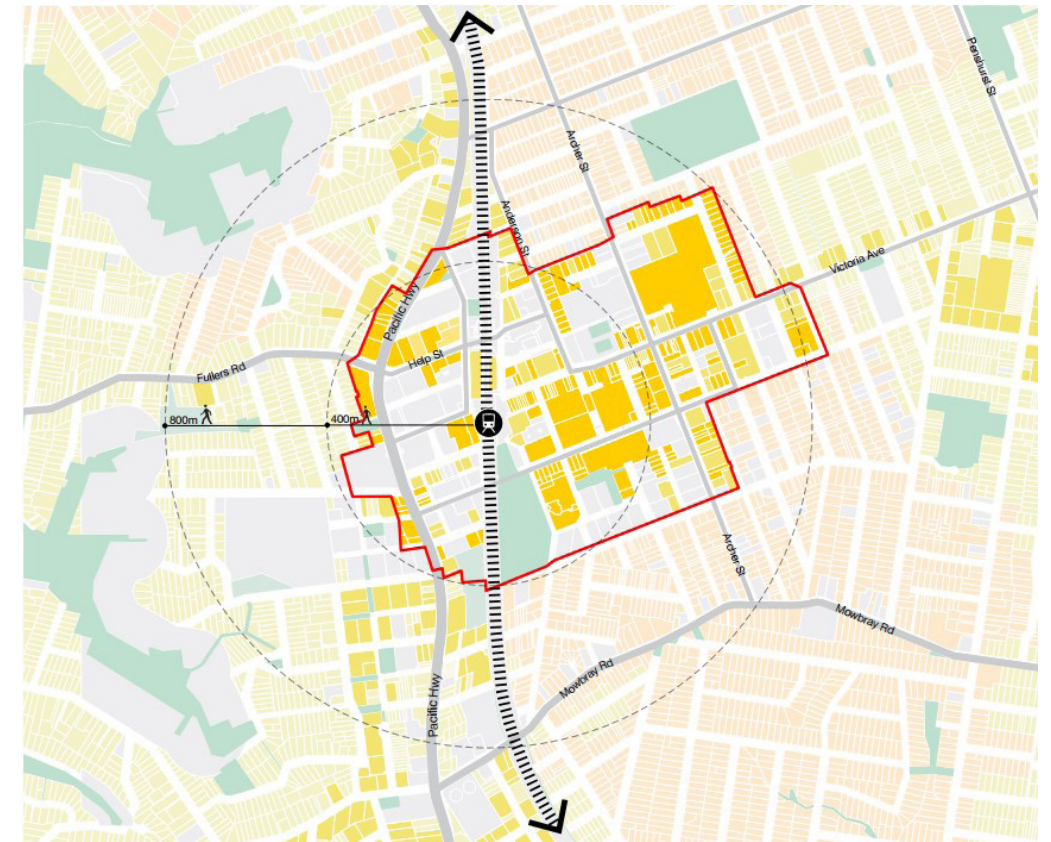 Penshurst St
Archer St
Anderson St
Victoria Ave
Pacific Hwy
Help St
Fullers Rd
800m
400m
Archer St
Mowbray Rd
Mowbray Rd
Pacific Hwy